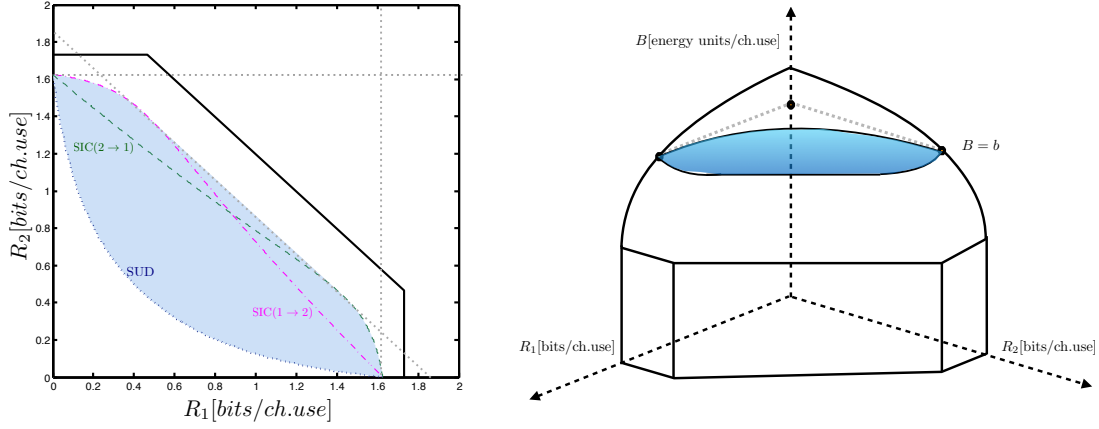 2
1.8
1.6
1.4
1.2
1
0.8
0.6
0.4
0.2
0
R₂[bits/ch.use]
SIC(2 → 1)
SUD
SIC(1 → 2)
0 0.2 0.4 0.6 0.8 1 1.2 1.4 1.6 1.8 2
R₁[bits/ch.use]
B[energy units/ch.use]
B = b
R₁[bits/ch.use]
R₂[bits/ch.use]